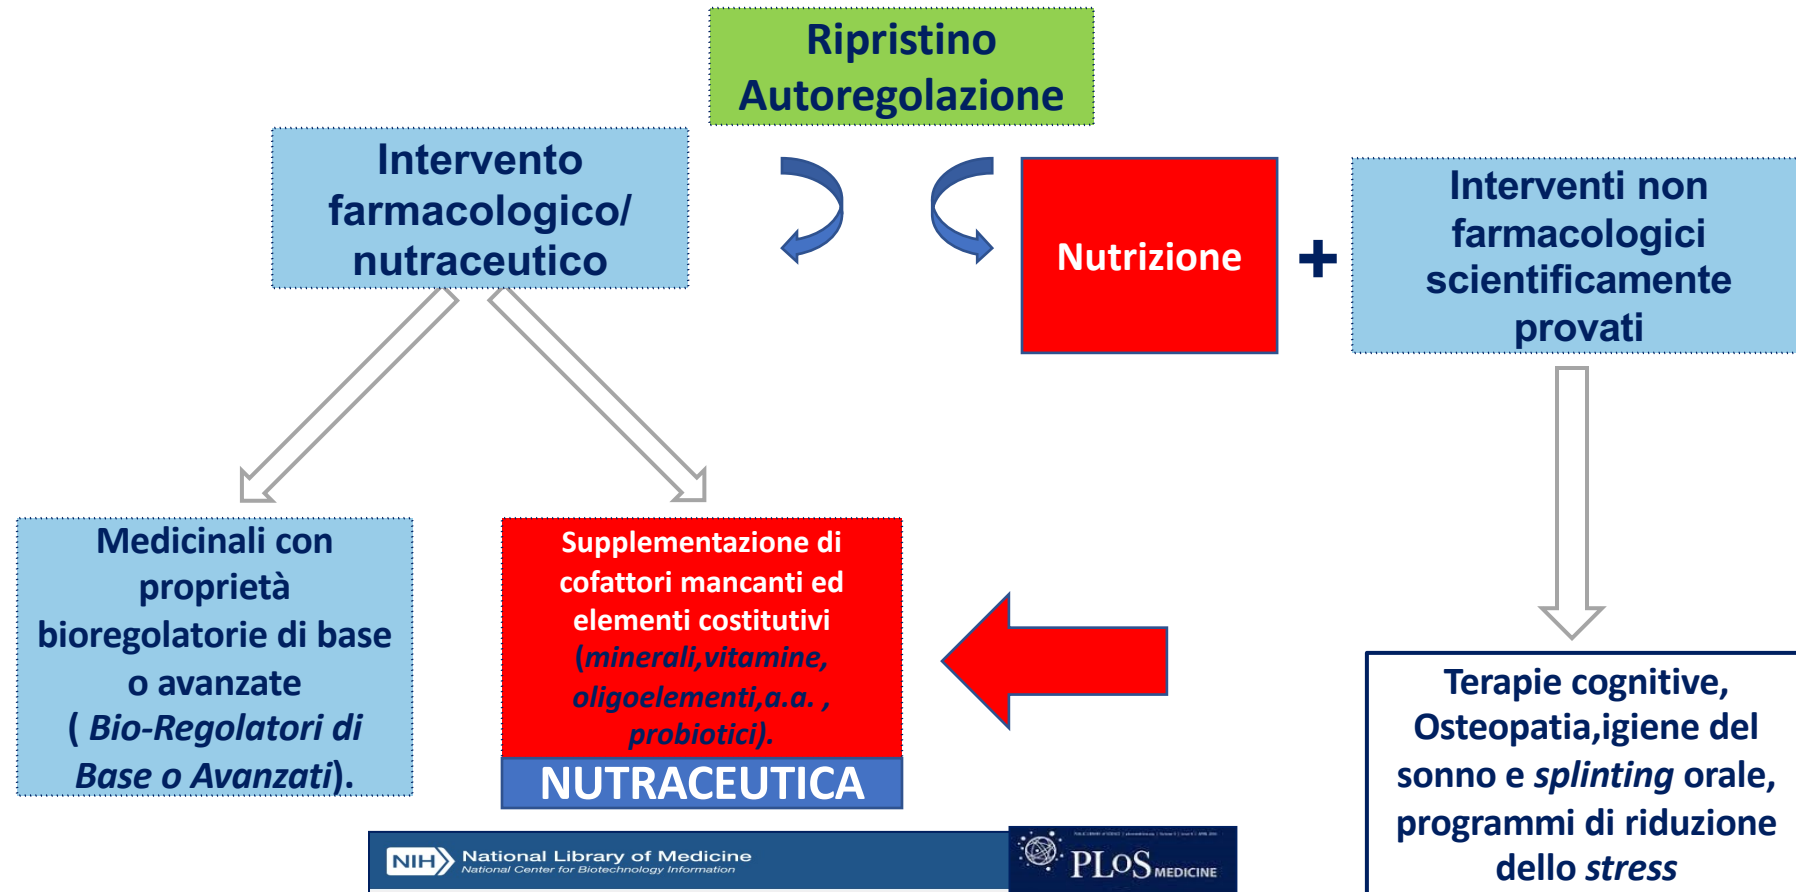 Ripristino
Autoregolazione
Intervento
farmacologico/
nutraceutico
Nutrizione
+
Interventi non
farmacologici
scientificamente
provati
Medicinali con
proprietà
bioregolatorie di base
o avanzate
( Bio-Regolatori di
Base o Avanzati).
Supplementazione di
cofattori mancanti ed
elementi costitutivi
(minerali,vitamine,
oligoelementi,a.a. ,
probiotici).
NUTRACEUTICA
Terapie cognitive,
Osteopatia,igiene del
sonno e splinting orale,
programmi di riduzione
dello stress
NIH National Library of Medicine
National Center for Biotechnology Information
PLoS MEDICINE